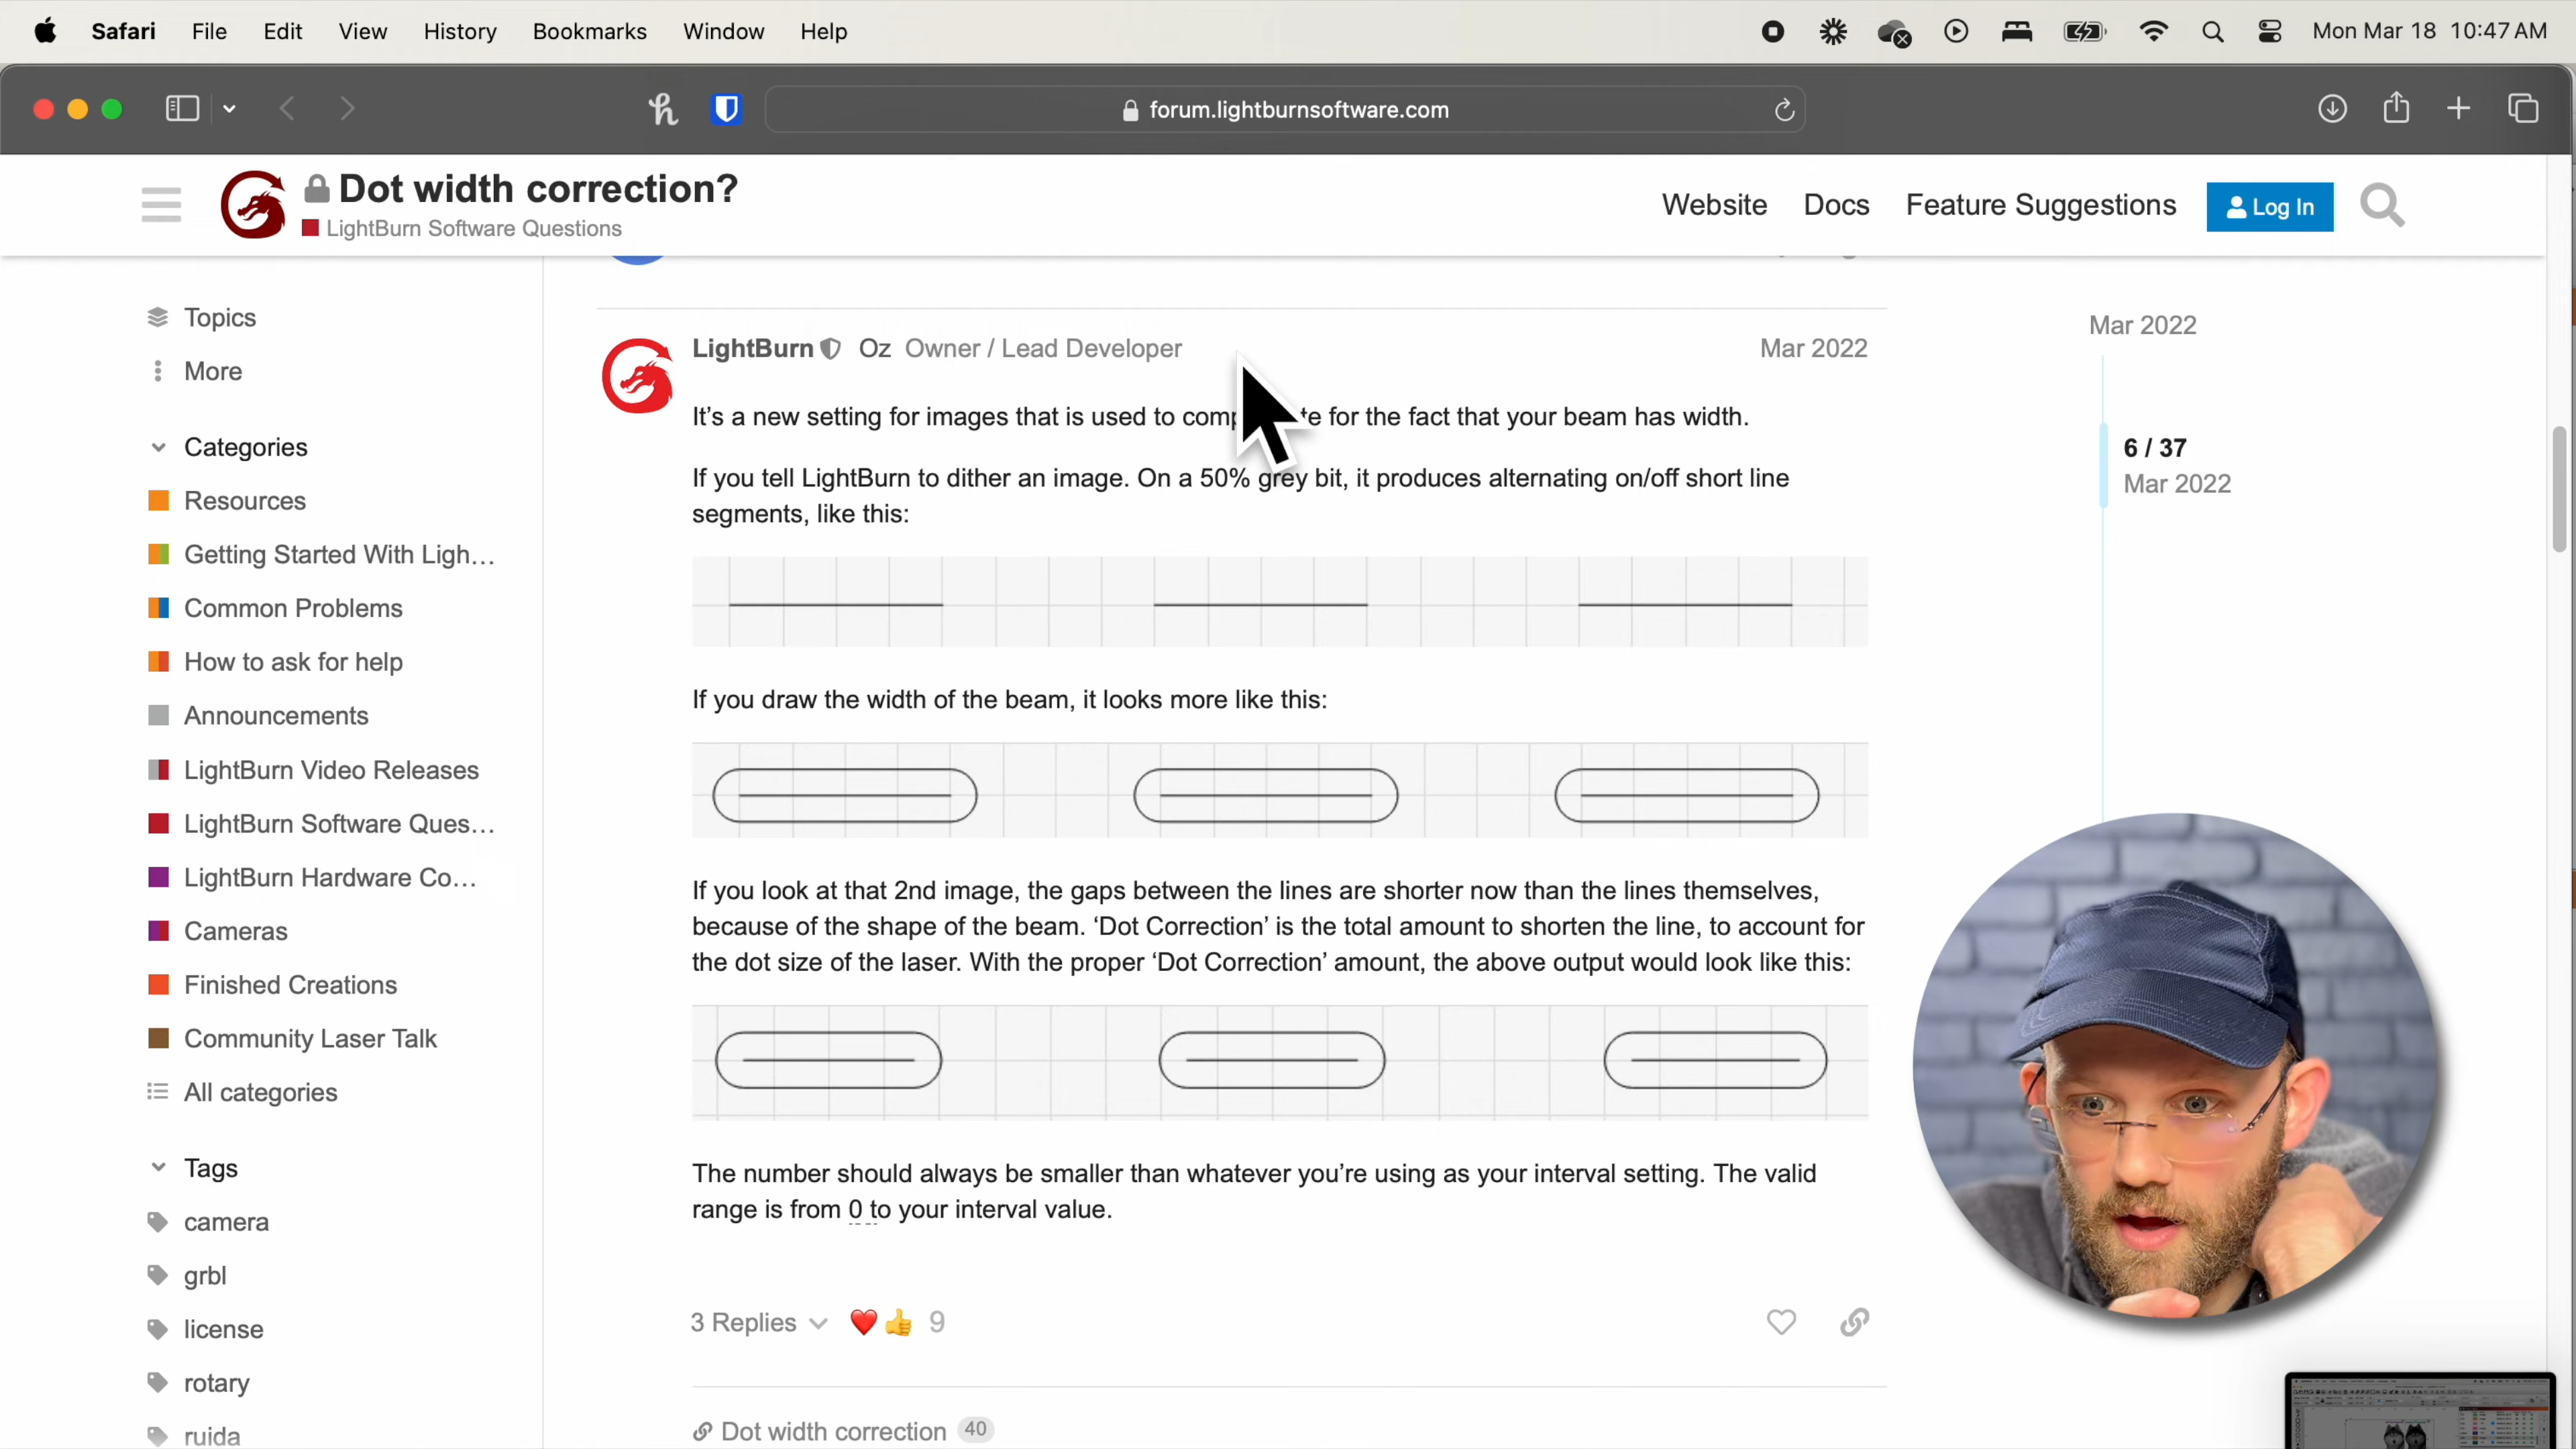 Safari File Edit View History Bookmarks Window Help Mon Mar 18 10:47 AM
forum.lightburnsoftware.com
Dot width correction?
LightBurn Software Questions
Website Docs Feature Suggestions Log In
Topics
More
Categories
Resources
Getting Started With Ligh...
Common Problems
How to ask for help
Announcements
LightBurn Video Releases
LightBurn Software Ques...
LightBurn Hardware Co...
Cameras
Finished Creations
Community Laser Talk
All categories
Tags
camera
grbl
license
rotary
ruida
LightBurn Oz Owner / Lead Developer Mar 2022
It's a new setting for images that is used to for the fact that your beam has width.
If you tell LightBurn to dither an image. On a 50% grey bit, it produces alternating on/off short line
segments, like this:
If you draw the width of the beam, it looks more like this:
If you look at that 2nd image, the gaps between the lines are shorter now than the lines themselves,
because of the shape of the beam. ‘Dot Correction’ is the total amount to shorten the line, to account for
the dot size of the laser. With the proper ‘Dot Correction’ amount, the above output would look like this:
The number should always be smaller than whatever you're using as your interval setting. The valid
range is from 0 to your interval value.
3 Replies 9
Dot width correction 40
Mar 2022
6 / 37
Mar 2022